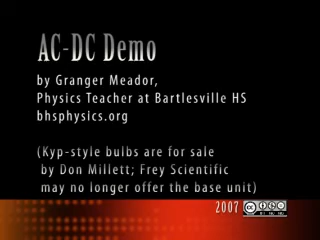 AC-DC Demo
by Granger Meador,
Physics Teacher at Bartlesville HS
bhsphysics.org
(Kyp-style bulbs are for sale
by Don Millett; Frey Scientific
may no longer offer the base unit)
2007